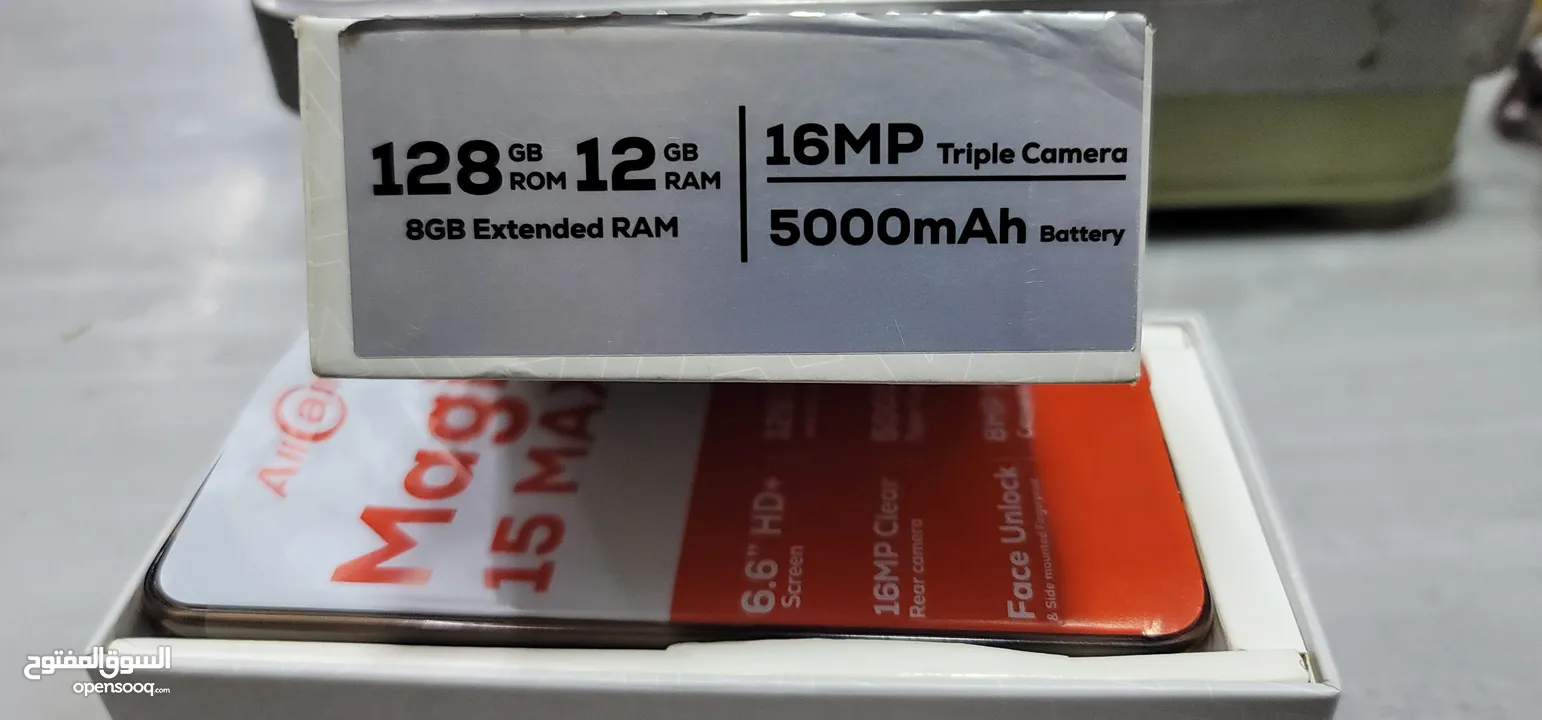 128 GB ROM 12 GB RAM
8GB Extended RAM
16MP Triple Camera
5000mAh Battery
15 MAX
6.6" HD+
Screen
16MP Clear
Rear camera
8MP
Face Unlock
& Side mounted Fingerprint
السوق المفتوح
opensooq.com